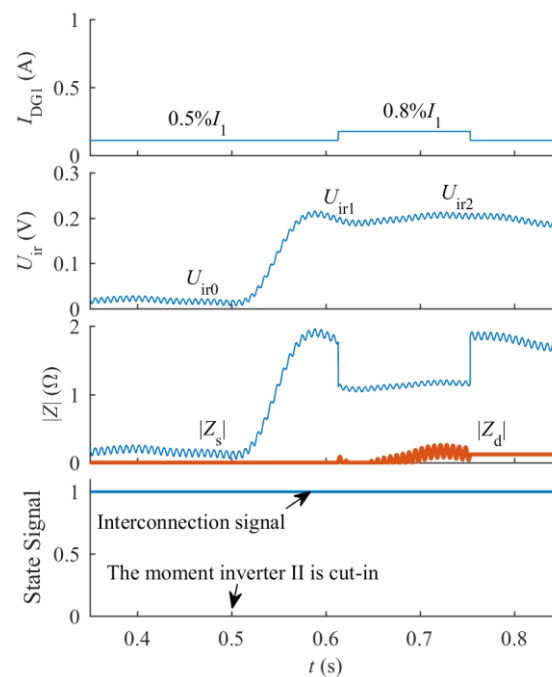 1
I_DG1 (A)
0.5
0.5%I_1
0.8%I_1
0
0.3
U_ir (V)
0.2
U_ir1
U_ir2
0.1
U_ir0
0
2
|Z| (Ω)
1
|Z_s|
|Z_d|
0
1
State Signal
Interconnection signal
0.5
The moment inverter II is cut-in
0
0.4 0.5 0.6 0.7 0.8
t (s)